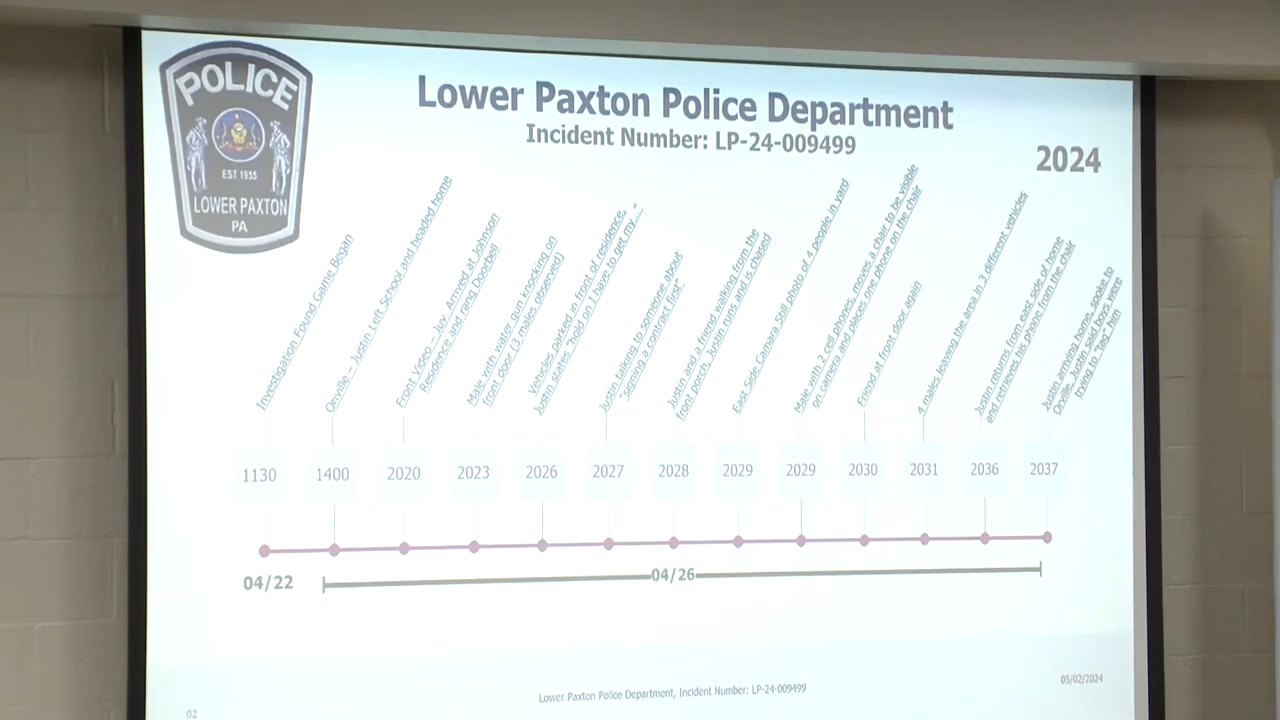 POLICE
EST 1955
LOWER PAXTON
PA
Lower Paxton Police Department
Incident Number: LP-24-009499
2024
Investigation Found Game Began
Orville – Justin Left School and headed home
Front Video – Juv Arrived at Johnson
Residence and rang Doorbell
Male with water gun knocking on
front door (3 males observed)
Vehicles parked in front of residence,
Justin states "hold on I have to get my...."
Justin talking to someone about
"signing a contract first"
Justin and a friend walking from the
front porch, Justin runs and is chased
East Side Camara Still photo of 4 people in yard
Male with 2 cell phones, moves a chair to be visible
on camera and places one phone on the chair
Friend at front door again
4 males leaving the area in 3 different vehicles
Justin returns from east side of home
and retrieves his phone from the chair
Justin arriving home, spoke to
Orville, Justin said boys were
trying to "tag" him
1130
1400
2020
2023
2026
2027
2028
2029
2029
2030
2031
2036
2037
04/22
04/26
02
Lower Paxton Police Department, Incident Number: LP-24-009499
05/02/2024